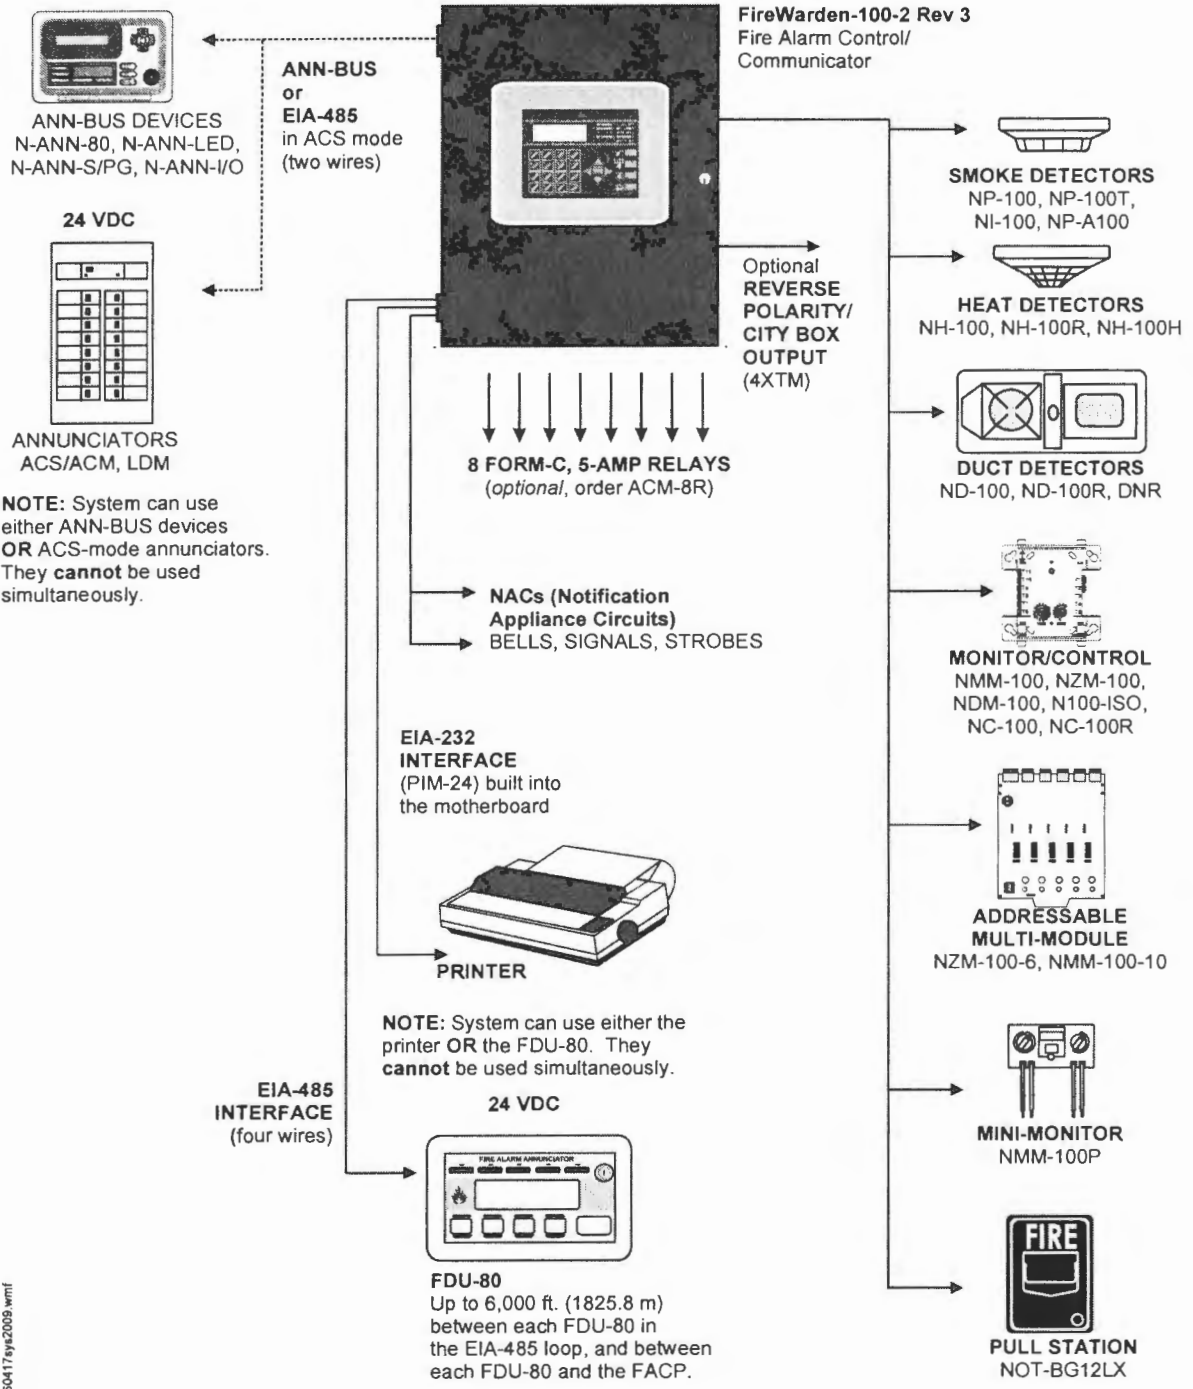 FireWarden-100-2 Rev 3
Fire Alarm Control/
Communicator
ANN-BUS
or
EIA-485
in ACS mode
(two wires)
ANN-BUS DEVICES
N-ANN-80, N-ANN-LED,
N-ANN-S/PG, N-ANN-I/O
24 VDC
ANNUNCIATORS
ACS/ACM, LDM
NOTE: System can use
either ANN-BUS devices
OR ACS-mode annunciators.
They cannot be used
simultaneously.
Optional
REVERSE
POLARITY/
CITY BOX
OUTPUT
(4XTM)
8 FORM-C, 5-AMP RELAYS
(optional, order ACM-8R)
NACs (Notification
Appliance Circuits)
BELLS, SIGNALS, STROBES
EIA-232
INTERFACE
(PIM-24) built into
the motherboard
PRINTER
NOTE: System can use either the
printer OR the FDU-80. They
cannot be used simultaneously.
EIA-485
INTERFACE
(four wires)
24 VDC
FIRE ALARM ANNUNCIATOR
FDU-80
Up to 6,000 ft. (1825.8 m)
between each FDU-80 in
the EIA-485 loop, and between
each FDU-80 and the FACP.
SMOKE DETECTORS
NP-100, NP-100T,
NI-100, NP-A100
HEAT DETECTORS
NH-100, NH-100R, NH-100H
DUCT DETECTORS
ND-100, ND-100R, DNR
MONITOR/CONTROL
NMM-100, NZM-100,
NDM-100, N100-ISO,
NC-100, NC-100R
ADDRESSABLE
MULTI-MODULE
NZM-100-6, NMM-100-10
MINI-MONITOR
NMM-100P
FIRE
PULL STATION
NOT-BG12LX
60417sys2009.wmf